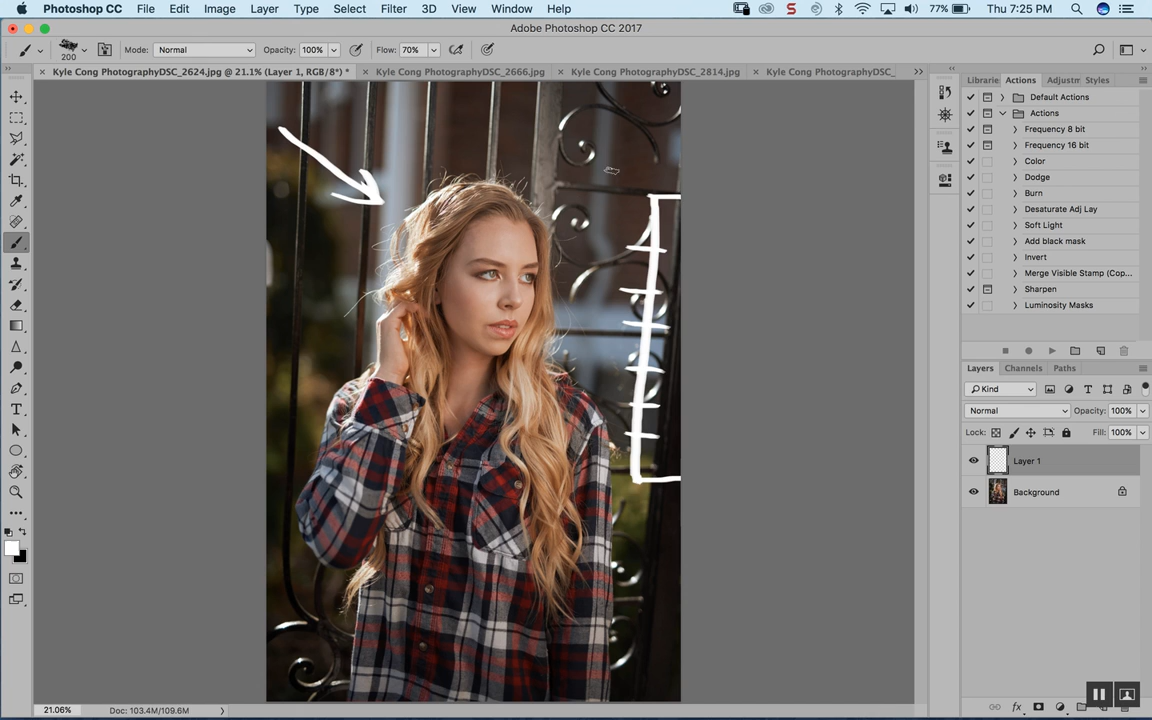 Photoshop CC File Edit Image Layer Type Select Filter 3D View Window Help 77% Thu 7:25 PM
Adobe Photoshop CC 2017
200 Mode: Normal Opacity: 100% Flow: 70%
Kyle Cong PhotographyDSC_2624.jpg @ 21.1% (Layer 1, RGB/8*) * Kyle Cong PhotographyDSC_2666.jpg Kyle Cong PhotographyDSC_2814.jpg Kyle Cong PhotographyDSC_
Librarie Actions Adjustm Styles
Default Actions
Actions
Frequency 8 bit
Frequency 16 bit
Color
Dodge
Burn
Desaturate Adj Lay
Soft Light
Add black mask
Invert
Merge Visible Stamp (Cop...
Sharpen
Luminosity Masks
Layers Channels Paths
Kind
Normal Opacity: 100%
Lock: Fill: 100%
Layer 1
Background
21.06% Doc: 103.4M/109.6M